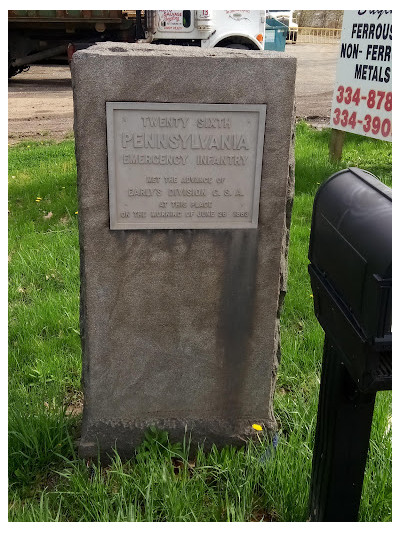 TWENTY SIXTH
PENNSYLVANIA
EMERGENCY INFANTRY
MET THE ADVANCE OF
EARLY'S DIVISION C. S. A.
AT THIS PLACE
ON THE MORNING OF JUNE 26 1863
FERROUS
NON- FERR
METALS
334-878
334-390